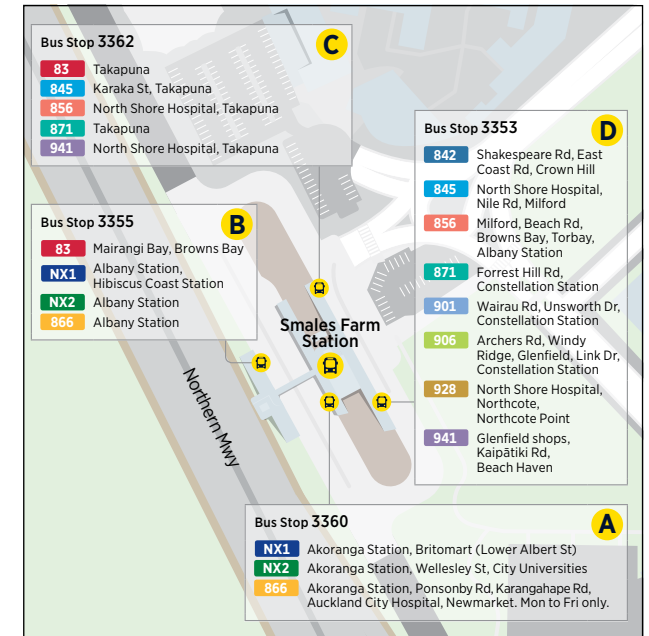 Bus Stop 3362
C
83 Takapuna
845 Karaka St, Takapuna
856 North Shore Hospital, Takapuna
871 Takapuna
941 North Shore Hospital, Takapuna
Bus Stop 3353
D
842 Shakespeare Rd, East
Coast Rd, Crown Hill
845 North Shore Hospital,
Nile Rd, Milford
856 Milford, Beach Rd,
Browns Bay, Torbay,
Albany Station
871 Forrest Hill Rd,
Constellation Station
901 Wairau Rd, Unsworth Dr,
Constellation Station
906 Archers Rd, Windy
Ridge, Glenfield, Link Dr,
Constellation Station
928 North Shore Hospital,
Northcote,
Northcote Point
941 Glenfield shops,
Kaipātiki Rd,
Beach Haven
Bus Stop 3355
B
83 Mairangi Bay, Browns Bay
NX1 Albany Station,
Hibiscus Coast Station
NX2 Albany Station
866 Albany Station
Smales Farm
Station
Northern Mwy
Bus Stop 3360
A
NX1 Akoranga Station, Britomart (Lower Albert St)
NX2 Akoranga Station, Wellesley St, City Universities
866 Akoranga Station, Ponsonby Rd, Karangahape Rd,
Auckland City Hospital, Newmarket. Mon to Fri only.